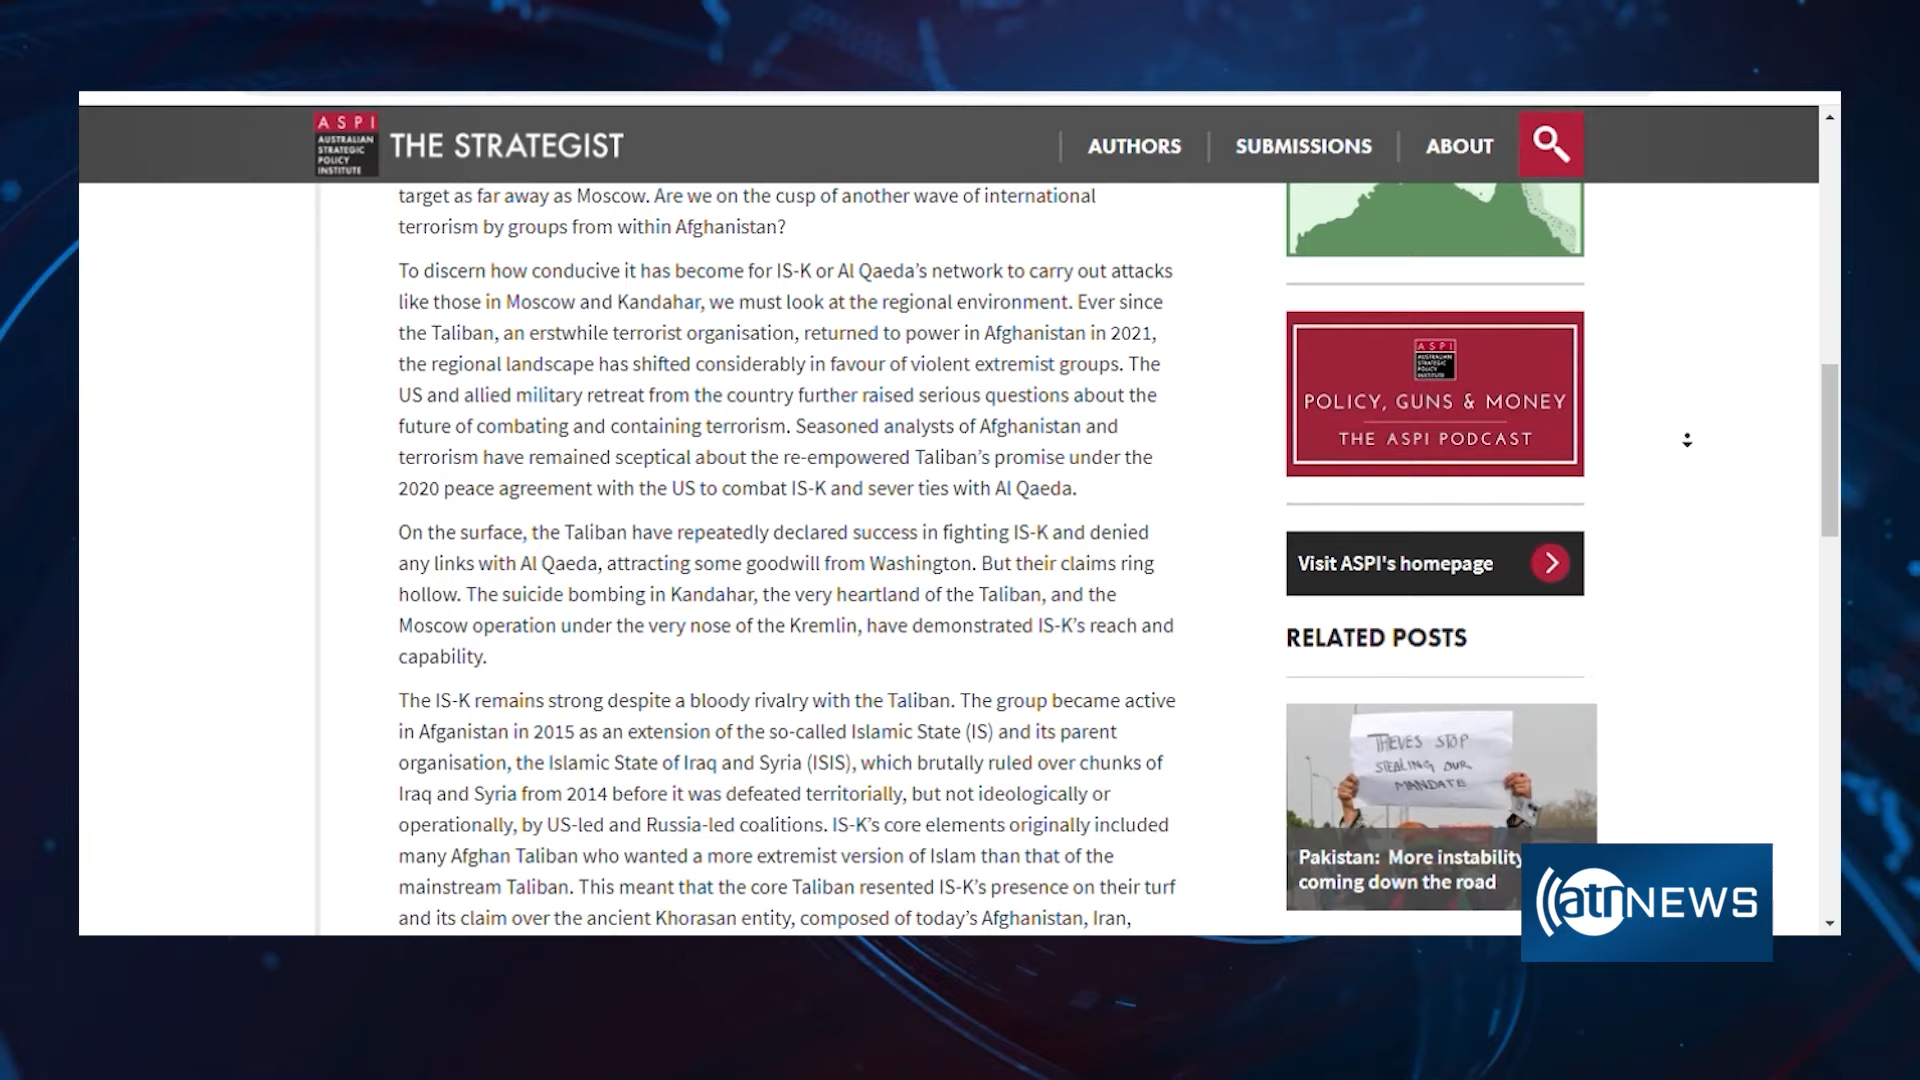 ASPI
AUSTRALIAN
STRATEGIC
POLICY
INSTITUTE
THE STRATEGIST
AUTHORS
SUBMISSIONS
ABOUT
target as far away as Moscow. Are we on the cusp of another wave of international
terrorism by groups from within Afghanistan?
To discern how conducive it has become for IS-K or Al Qaeda’s network to carry out attacks
like those in Moscow and Kandahar, we must look at the regional environment. Ever since
the Taliban, an erstwhile terrorist organisation, returned to power in Afghanistan in 2021,
the regional landscape has shifted considerably in favour of violent extremist groups. The
US and allied military retreat from the country further raised serious questions about the
future of combating and containing terrorism. Seasoned analysts of Afghanistan and
terrorism have remained sceptical about the re-empowered Taliban’s promise under the
2020 peace agreement with the US to combat IS-K and sever ties with Al Qaeda.
On the surface, the Taliban have repeatedly declared success in fighting IS-K and denied
any links with Al Qaeda, attracting some goodwill from Washington. But their claims ring
hollow. The suicide bombing in Kandahar, the very heartland of the Taliban, and the
Moscow operation under the very nose of the Kremlin, have demonstrated IS-K’s reach and
capability.
The IS-K remains strong despite a bloody rivalry with the Taliban. The group became active
in Afganistan in 2015 as an extension of the so-called Islamic State (IS) and its parent
organisation, the Islamic State of Iraq and Syria (ISIS), which brutally ruled over chunks of
Iraq and Syria from 2014 before it was defeated territorially, but not ideologically or
operationally, by US-led and Russia-led coalitions. IS-K’s core elements originally included
many Afghan Taliban who wanted a more extremist version of Islam than that of the
mainstream Taliban. This meant that the core Taliban resented IS-K’s presence on their turf
and its claim over the ancient Khorasan entity, composed of today’s Afghanistan, Iran,
ASPI
AUSTRALIAN
STRATEGIC
POLICY
INSTITUTE
POLICY, GUNS & MONEY
THE ASPI PODCAST
Visit ASPI's homepage
RELATED POSTS
THEVES STOP
STEALING OUR
MANDATE
Pakistan: More instability
coming down the road
atn NEWS